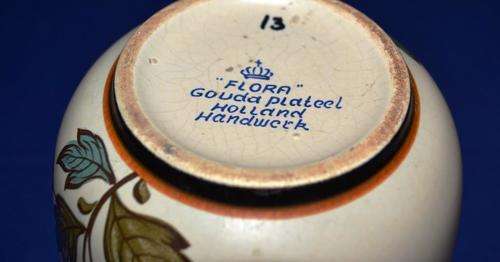 13
"FLORA"
Gouda plateel
Holland
Handwerk